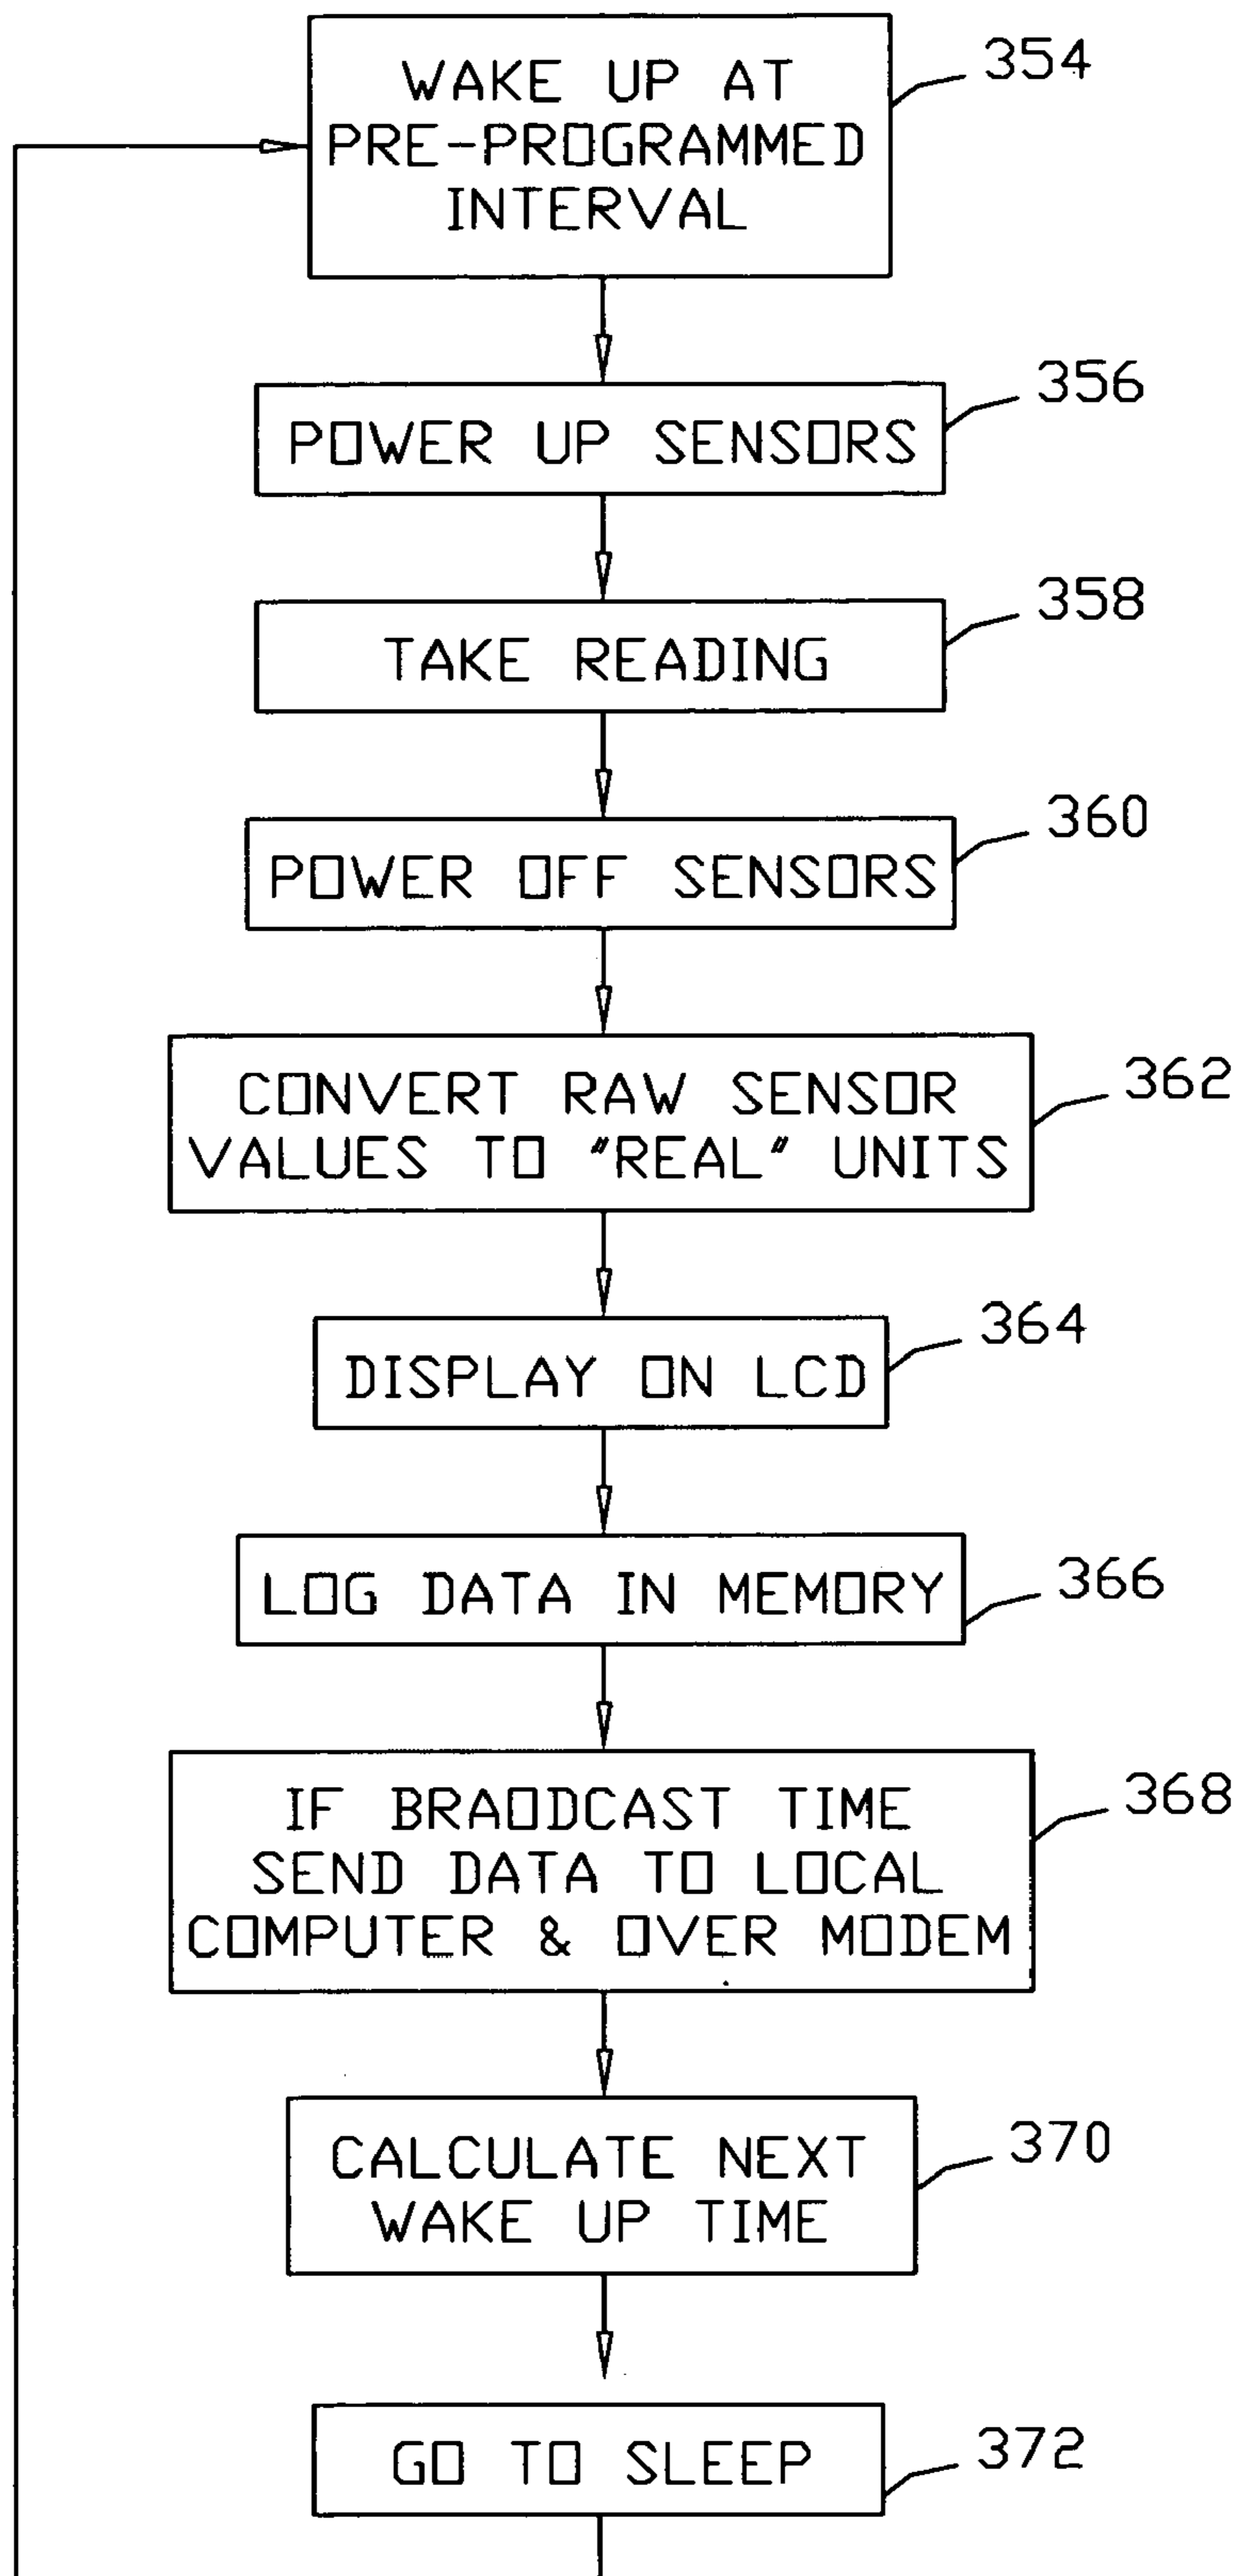 WAKE UP AT
PRE-PROGRAMMED
INTERVAL
354
POWER UP SENSORS
356
TAKE READING
358
POWER OFF SENSORS
360
CONVERT RAW SENSOR
VALUES TO "REAL" UNITS
362
DISPLAY ON LCD
364
LOG DATA IN MEMORY
366
IF BRAODCAST TIME
SEND DATA TO LOCAL
COMPUTER & OVER MODEM
368
CALCULATE NEXT
WAKE UP TIME
370
GO TO SLEEP
372